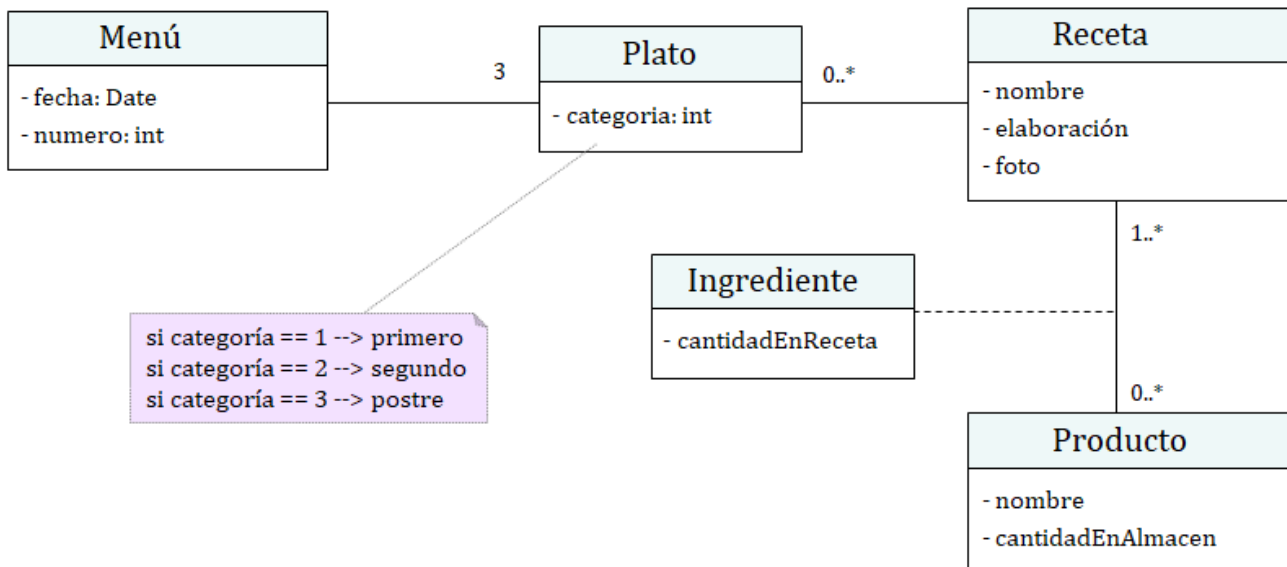 Menú
- fecha: Date
- numero: int
3
Plato
- categoria: int
0..*
Receta
- nombre
- elaboración
- foto
1..*
Ingrediente
- cantidadEnReceta
si categoría == 1 --> primero
si categoría == 2 --> segundo
si categoría == 3 --> postre
0..*
Producto
- nombre
- cantidadEnAlmacen